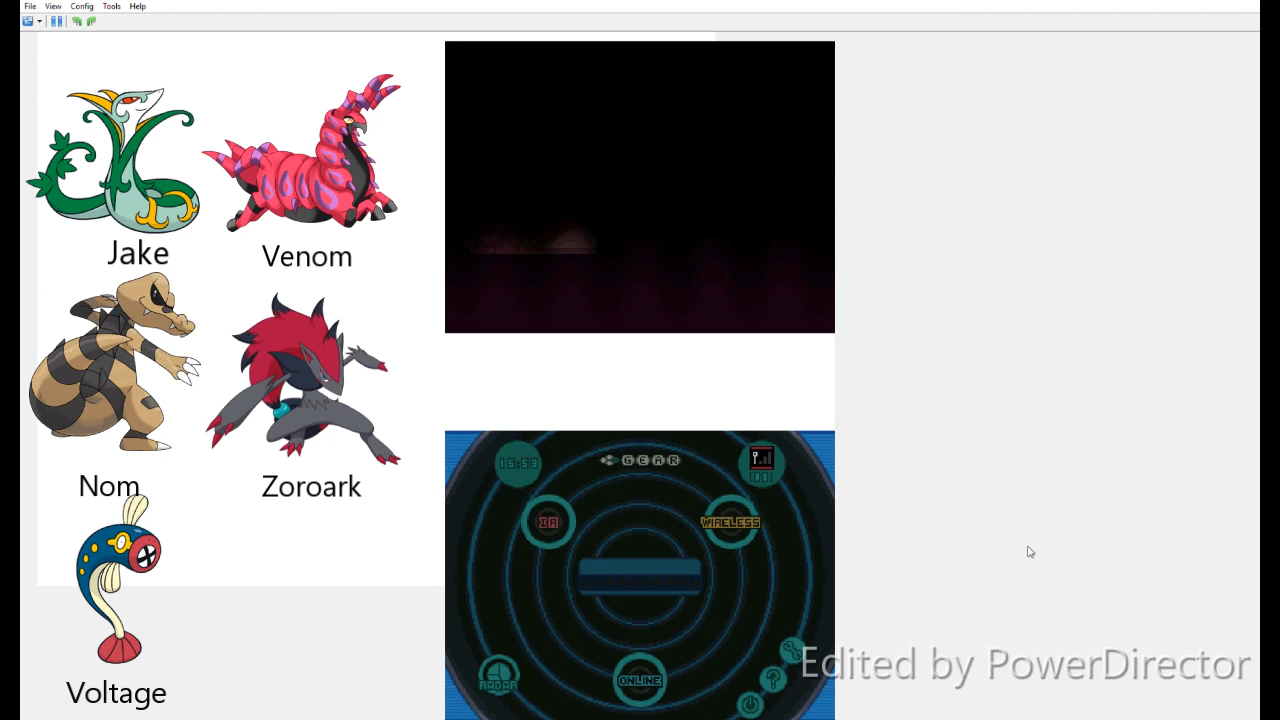 File View Config Tools Help
Jake
Venom
Nom
Zoroark
Voltage
15:53
GEAR
IR
WIRELESS
RADAR
ONLINE
?
Edited by PowerDirector